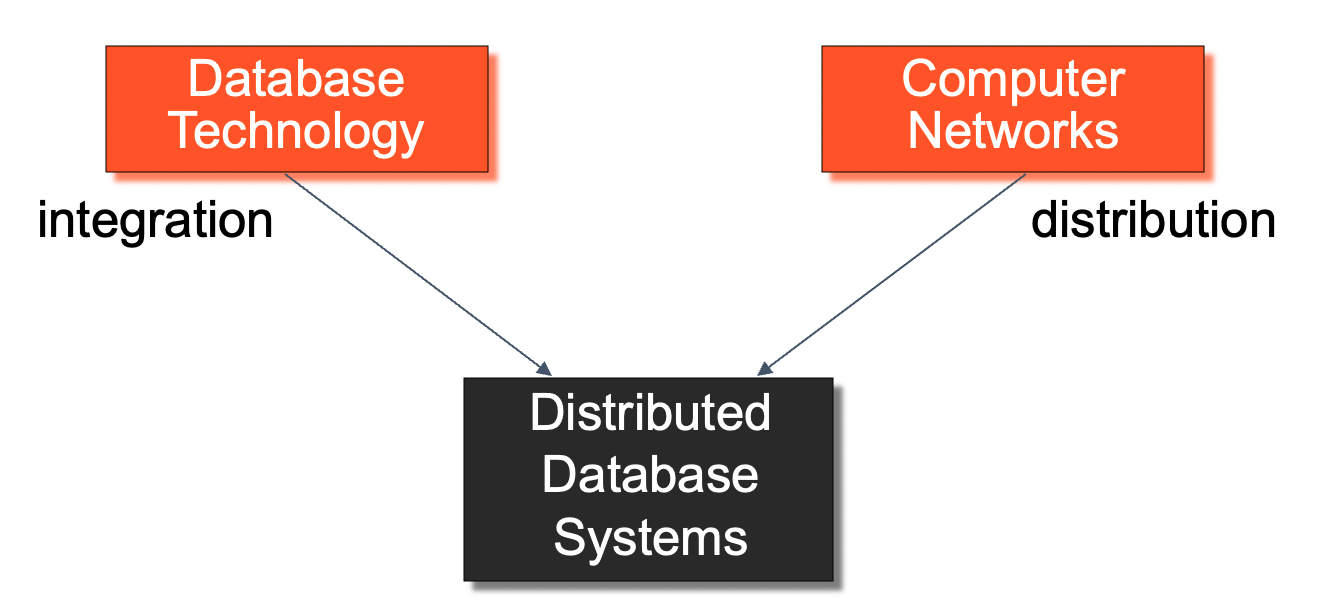 Database
Technology
Computer
Networks
integration
distribution
Distributed
Database
Systems